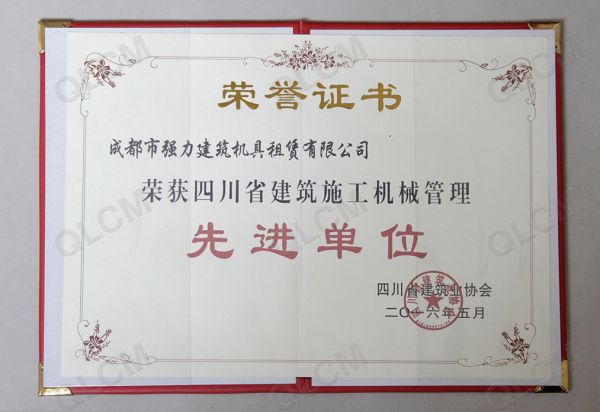 荣誉证书
成都市强力建筑机具租赁有限公司
荣获四川省建筑施工机械管理
先进单位
四川省建筑业协会
二〇一六年五月
QLCM